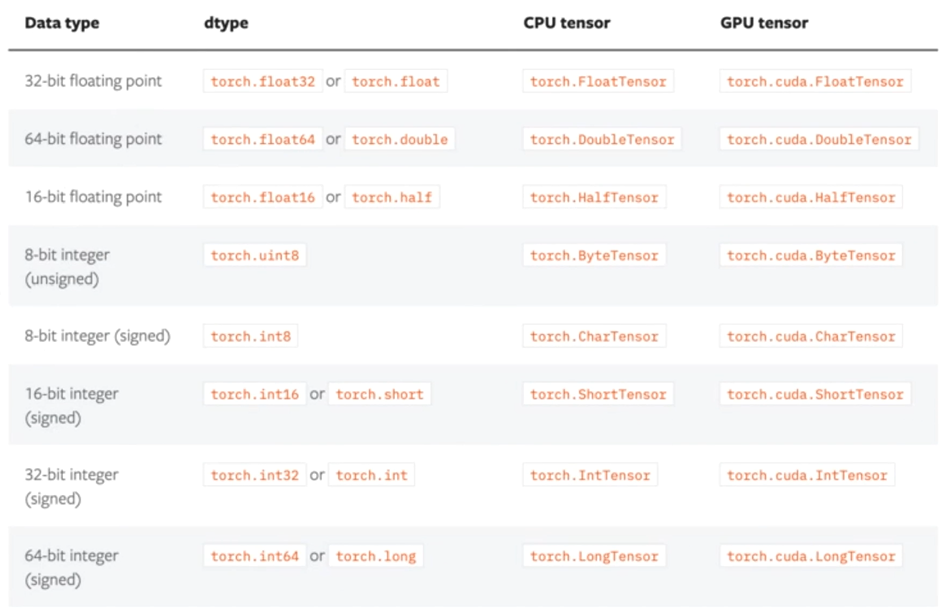 Data type dtype CPU tensor GPU tensor
32-bit floating point torch.float32 or torch.float torch.FloatTensor torch.cuda.FloatTensor
64-bit floating point torch.float64 or torch.double torch.DoubleTensor torch.cuda.DoubleTensor
16-bit floating point torch.float16 or torch.half torch.HalfTensor torch.cuda.HalfTensor
8-bit integer torch.uint8 torch.ByteTensor torch.cuda.ByteTensor
(unsigned)
8-bit integer (signed) torch.int8 torch.CharTensor torch.cuda.CharTensor
16-bit integer torch.int16 or torch.short torch.ShortTensor torch.cuda.ShortTensor
(signed)
32-bit integer torch.int32 or torch.int torch.IntTensor torch.cuda.IntTensor
(signed)
64-bit integer torch.int64 or torch.long torch.LongTensor torch.cuda.LongTensor
(signed)